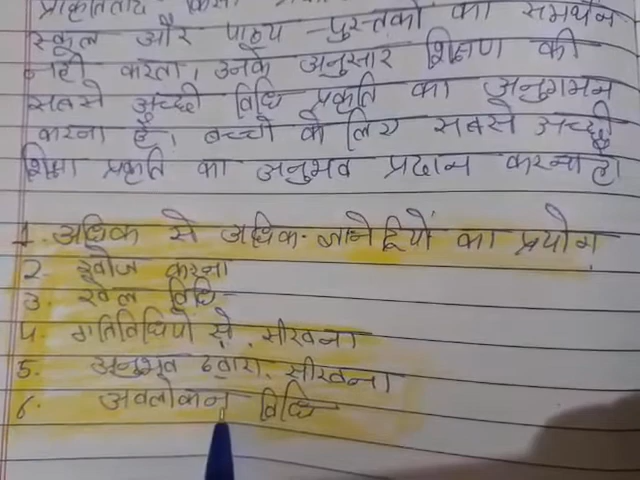 प्राकृतिवाद किसी
स्कूल और पाठ्य-पुस्तकों का समर्थन
नही करता। उनके अनुसार शिक्षण की
सबसे अच्छी विधि प्रकृति का अनुगमन
करना है। बच्चों के लिए सबसे अच्छी
शिक्षा प्रकृति का अनुभव प्रदान करना है।
1. अधिक से अधिक ज्ञानेद्रियों का प्रयोग
2. खोज करना
3. खेल विधि
4. गतिविधियों से सीखना
5. अनुभव द्वारा सीखना
6. अवलोकन विधि